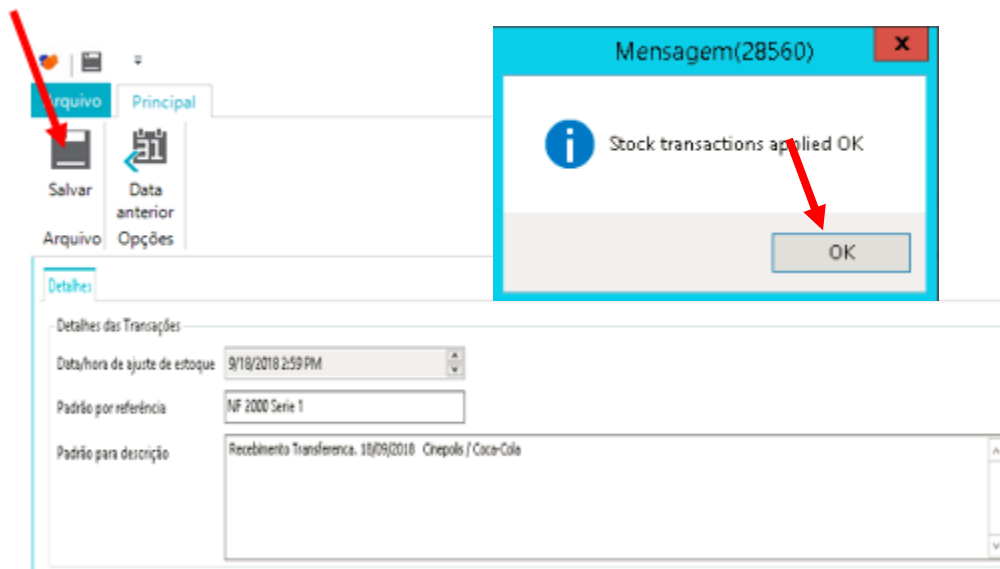 Mensagem(28560)
x
Stock transactions applied OK
OK
Arquivo
Principal
31
Salvar
Data
anterior
Arquivo
Opções
Detalhes
Detalhes das Transações
Data/hora de ajuste de estoque
9/18/2018 2:59 PM
Padrão por referência
NF 2000 Serie 1
Padrão para descrição
Recebimento Transferenca. 18/09/2018 Cinepolis / Coca-Cola